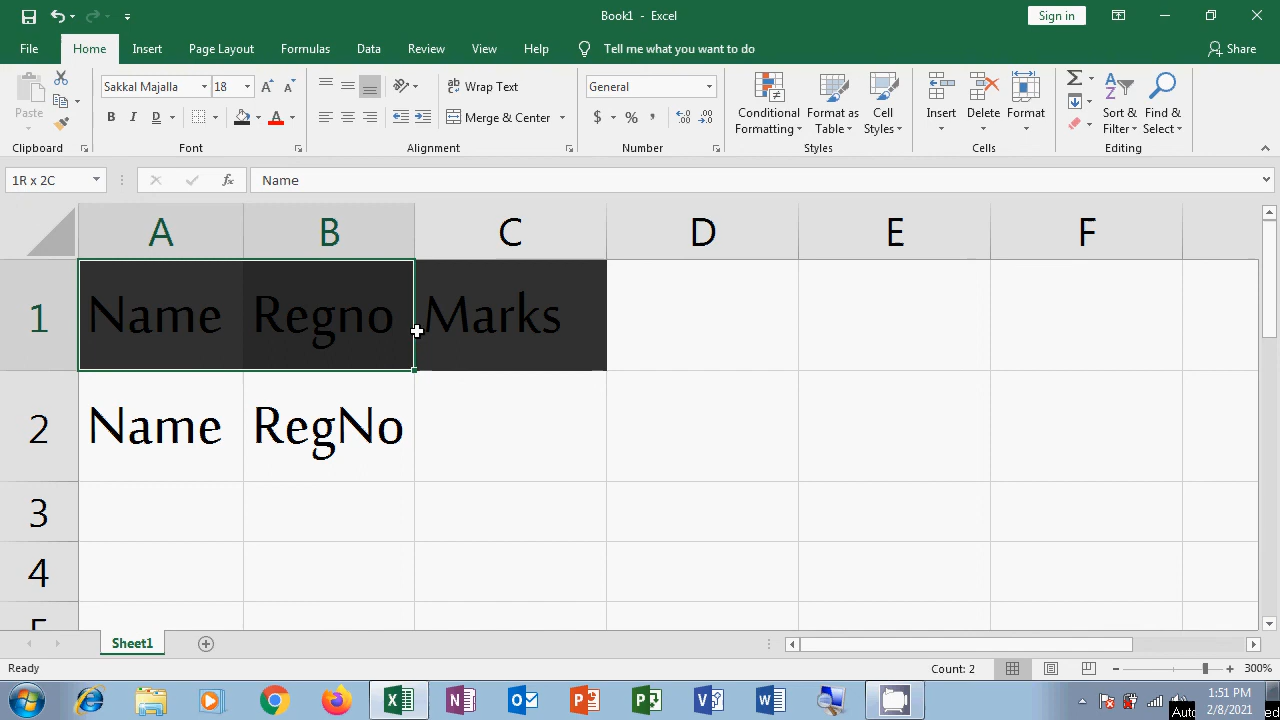 Book1 - Excel
Sign in
File Home Insert Page Layout Formulas Data Review View Help Tell me what you want to do Share
Paste
Clipboard
Sakkal Majalla 18 A A
B I D A
Font
ab Wrap Text
Merge & Center
Alignment
General
$ % ,
Number
Conditional Formatting
Format as Table
Cell Styles
Styles
Insert Delete Format
Cells
Sort & Filter
Find & Select
Editing
1R x 2C fx Name
A B C D E F
1 Name Regno Marks
2 Name RegNo
3
4
Sheet1
Ready Count: 2 300%
1:51 PM
2/8/2021